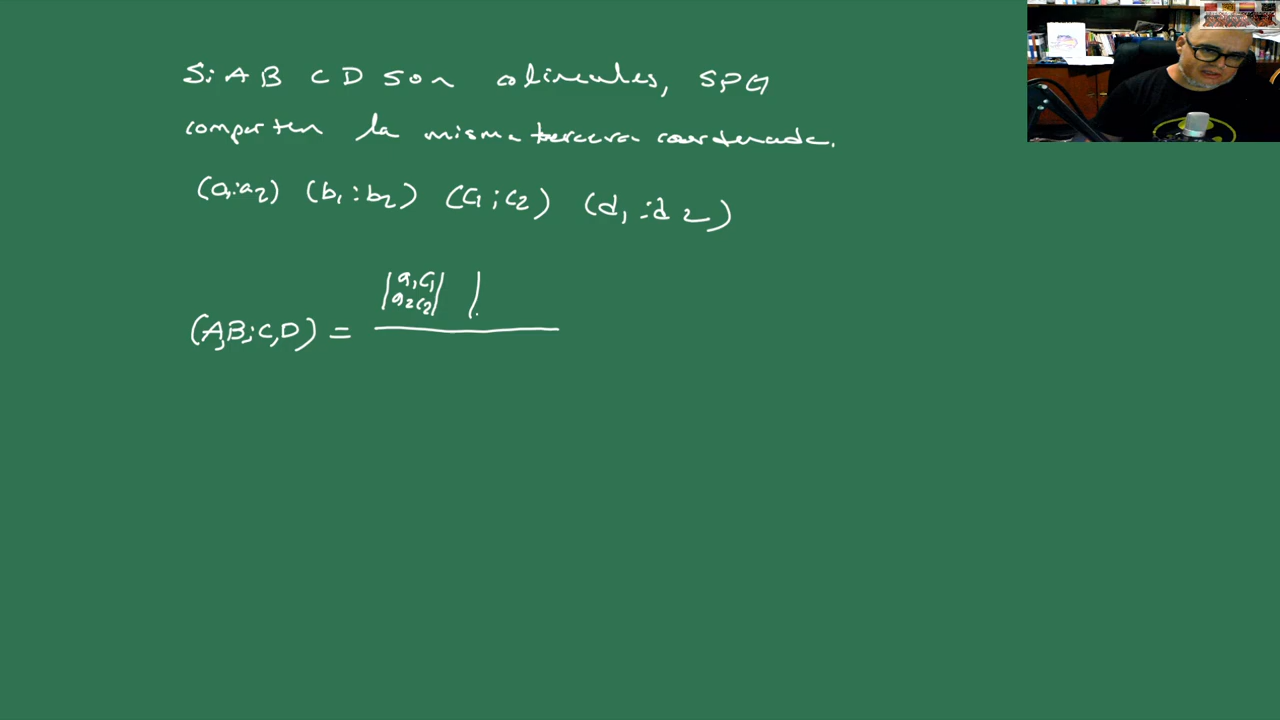 Si A B C D son colineales, SPG
comparten la misma tercera coordenada.
(a₁:a₂) (b₁:b₂) (c₁:c₂) (d₁:d₂)
(A,B;C,D) = |a₁ c₁| |
|a₂ c₂|